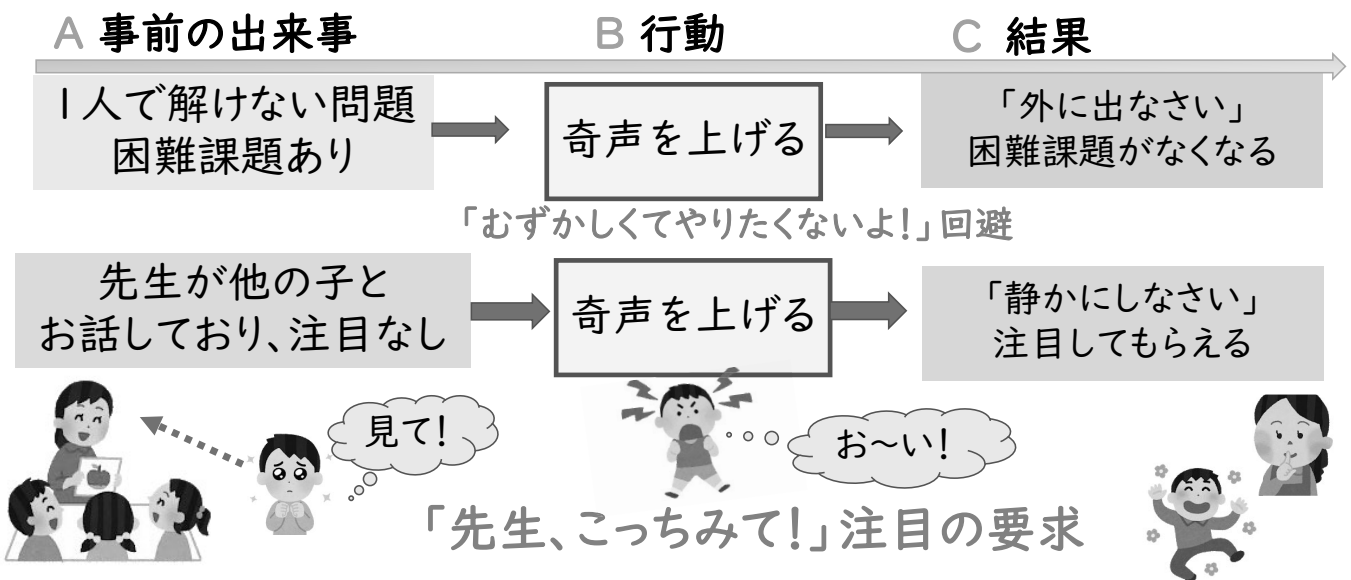 A 事前の出来事
B 行動
C 結果
1人で解けない問題
困難課題あり
奇声を上げる
「外に出なさい」
困難課題がなくなる
「むずかしくてやりたくないよ!」回避
先生が他の子と
お話しており、注目なし
奇声を上げる
「静かにしなさい」
注目してもらえる
見て!
お〜い!
「先生、こっちみて!」注目の要求